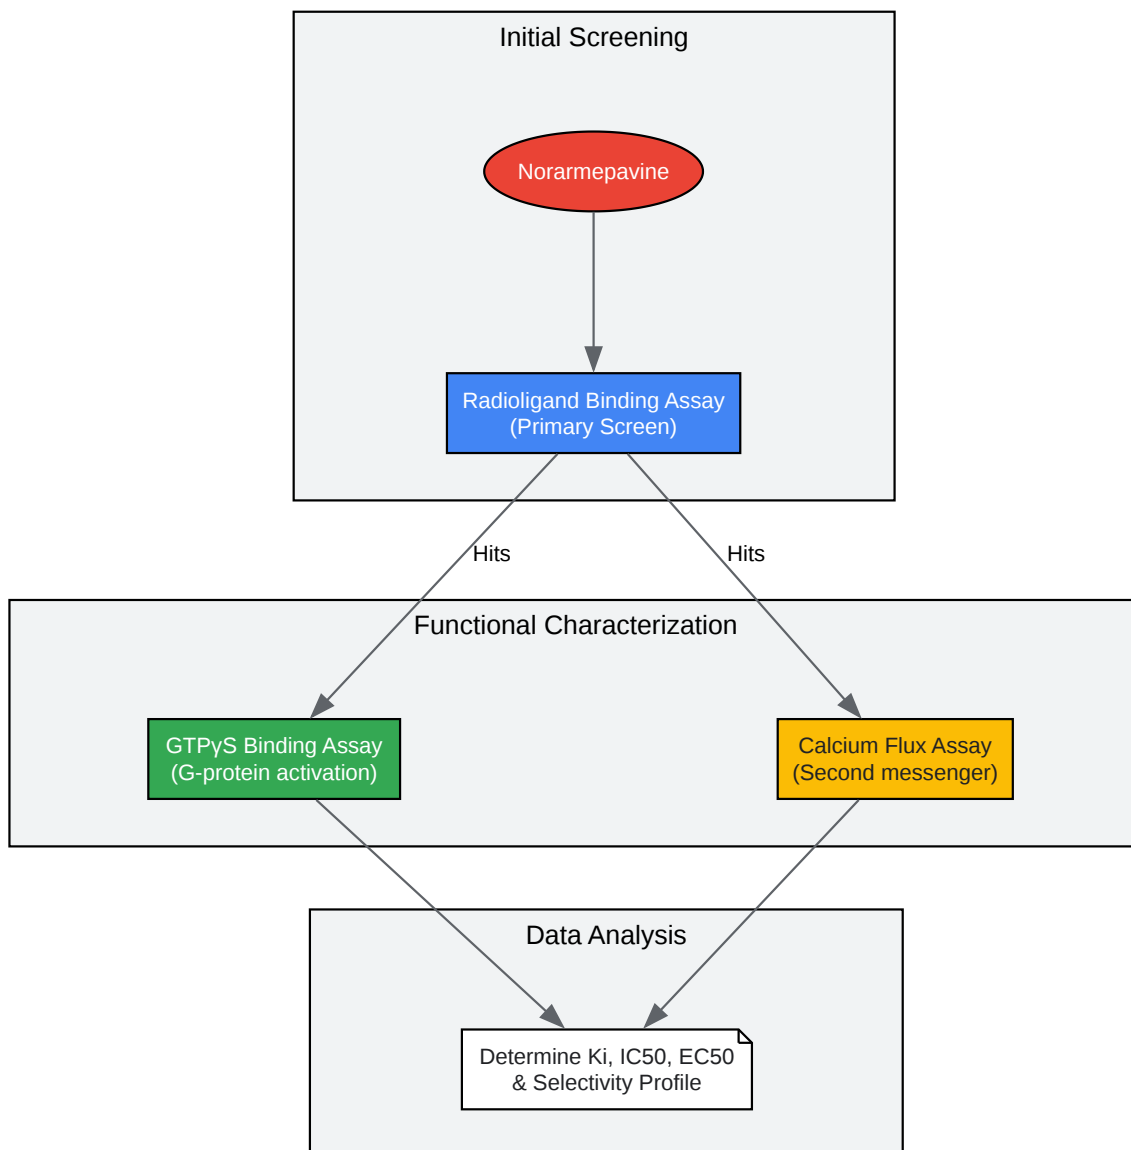 Initial Screening
Norarmepavine
Radioligand Binding Assay
(Primary Screen)
Hits
Hits
Functional Characterization
GTPγS Binding Assay
(G-protein activation)
Calcium Flux Assay
(Second messenger)
Data Analysis
Determine Ki, IC50, EC50
& Selectivity Profile